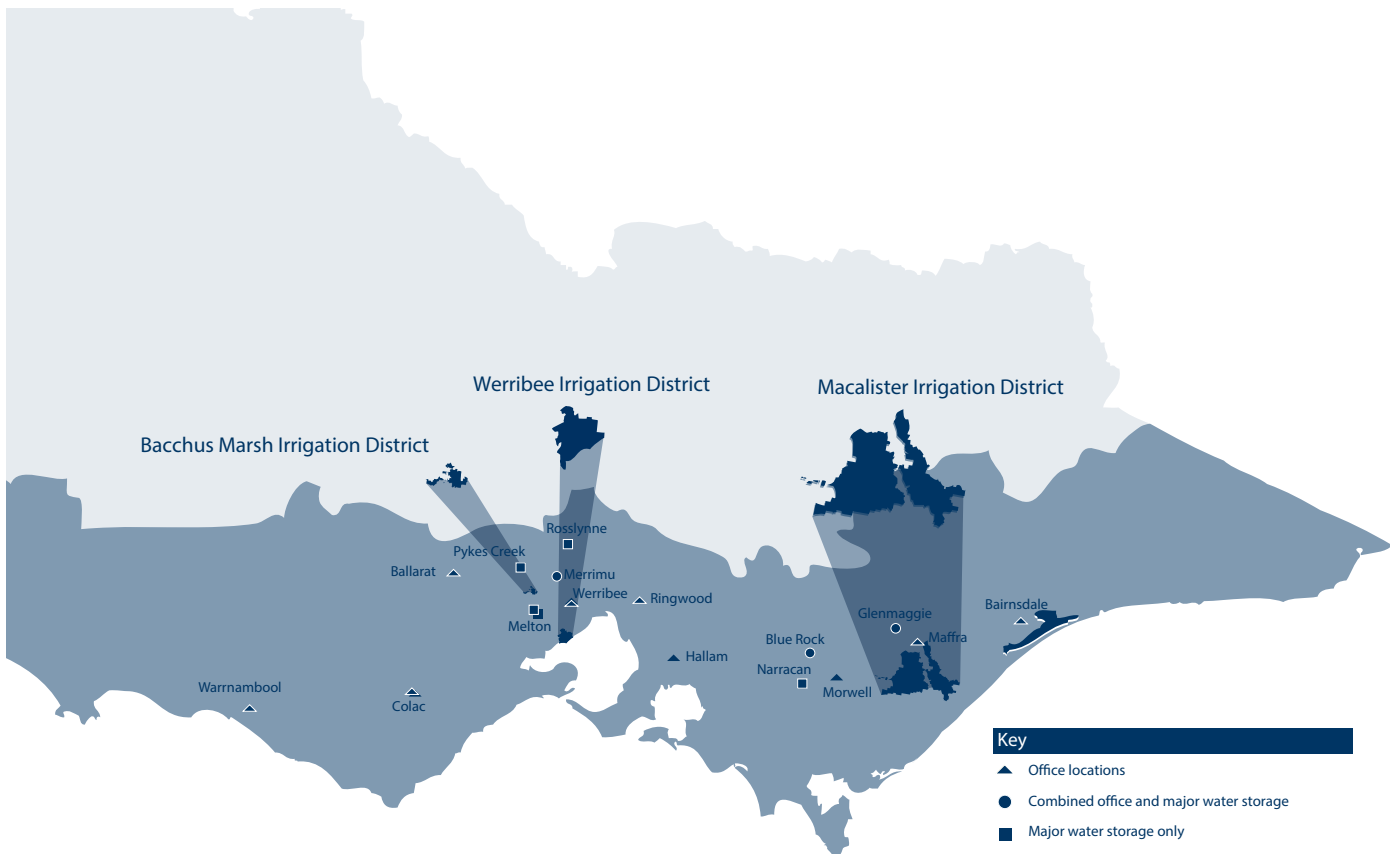 Werribee Irrigation District
Macalister Irrigation District
Bacchus Marsh Irrigation District
Rosslynne
Pykes Creek
Ballarat
Merrimu
Werribee
Ringwood
Melton
Bairnsdale
Glenmaggie
Maffra
Blue Rock
Hallam
Narracan
Morwell
Warrnambool
Colac
Key
Office locations
Combined office and major water storage
Major water storage only